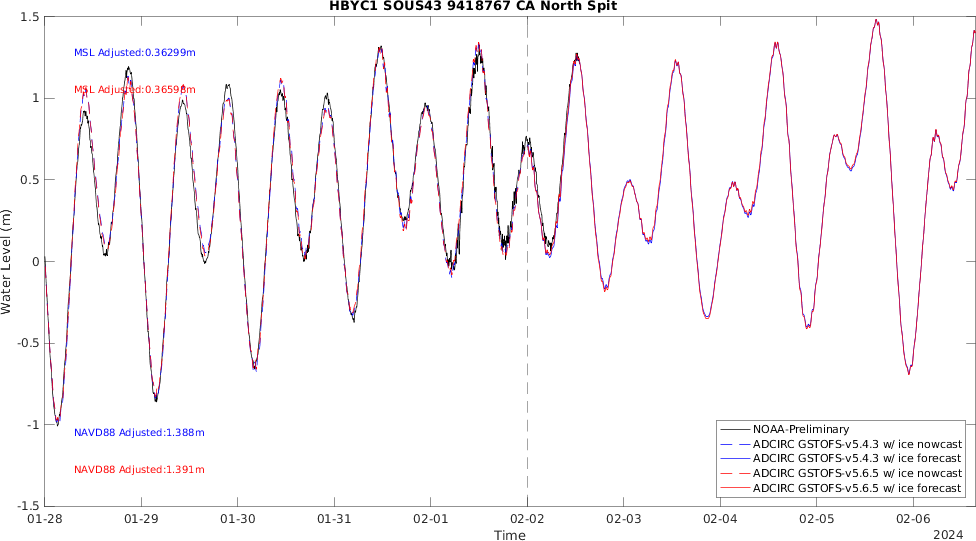 HBYC1 SOUS43 9418767 CA North Spit
1.5
MSL Adjusted:0.36299m
1
MSL Adjusted:0.36598m
0.5
Water Level (m)
0
-0.5
-1
NAVD88 Adjusted:1.388m
NAVD88 Adjusted:1.391m
-1.5
NOAA-Preliminary
ADCIRC GSTOFS-v5.4.3 w/ ice nowcast
ADCIRC GSTOFS-v5.4.3 w/ ice forecast
ADCIRC GSTOFS-v5.6.5 w/ ice nowcast
ADCIRC GSTOFS-v5.6.5 w/ ice forecast
01-28 01-29 01-30 01-31 02-01 02-02 02-03 02-04 02-05 02-06
Time
2024